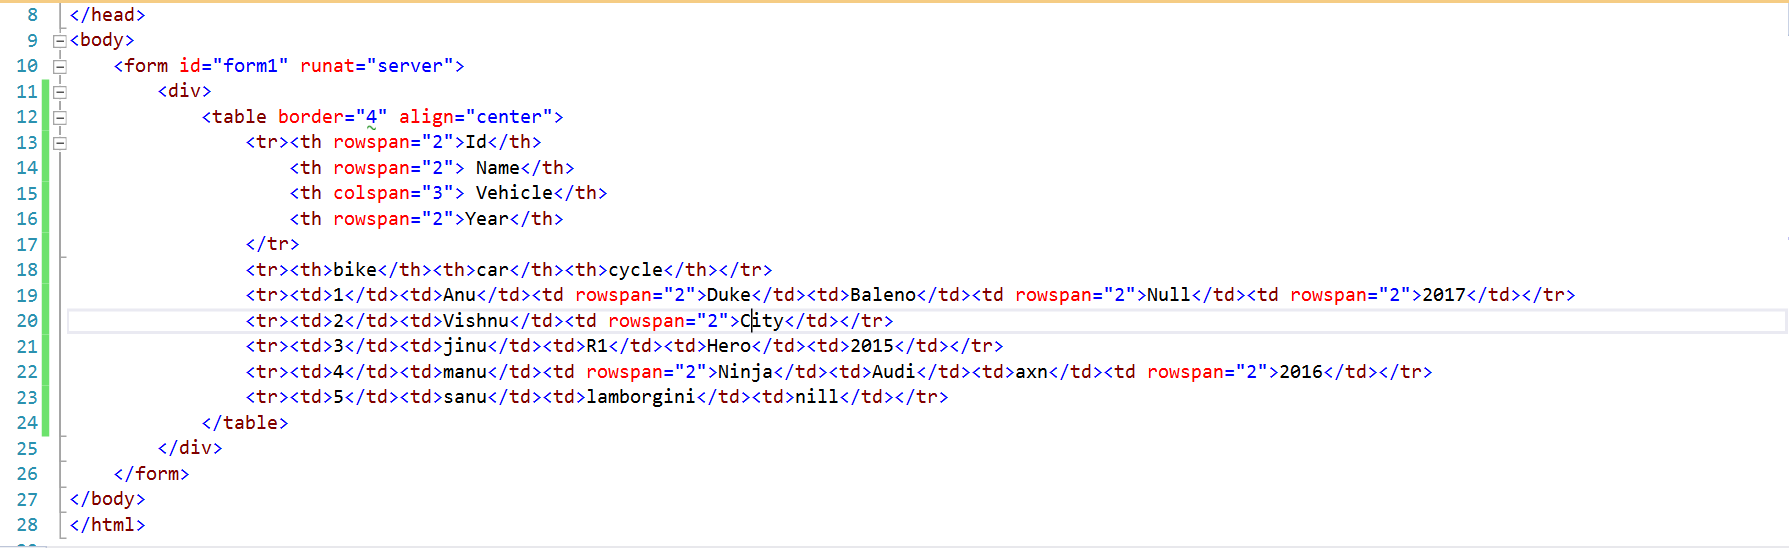 8 </head>
9 <body>
10 <form id="form1" runat="server">
11 <div>
12 <table border="4" align="center">
13 <tr><th rowspan="2">Id</th>
14 <th rowspan="2"> Name</th>
15 <th colspan="3"> Vehicle</th>
16 <th rowspan="2">Year</th>
17 </tr>
18 <tr><th>bike</th><th>car</th><th>cycle</th></tr>
19 <tr><td>1</td><td>Anu</td><td rowspan="2">Duke</td><td>Baleno</td><td rowspan="2">Null</td><td rowspan="2">2017</td></tr>
20 <tr><td>2</td><td>Vishnu</td><td rowspan="2">City</td></tr>
21 <tr><td>3</td><td>jinu</td><td>R1</td><td>Hero</td><td>2015</td></tr>
22 <tr><td>4</td><td>manu</td><td rowspan="2">Ninja</td><td>Audi</td><td>axn</td><td rowspan="2">2016</td></tr>
23 <tr><td>5</td><td>sanu</td><td>lamborgini</td><td>nill</td></tr>
24 </table>
25 </div>
26 </form>
27 </body>
28 </html>